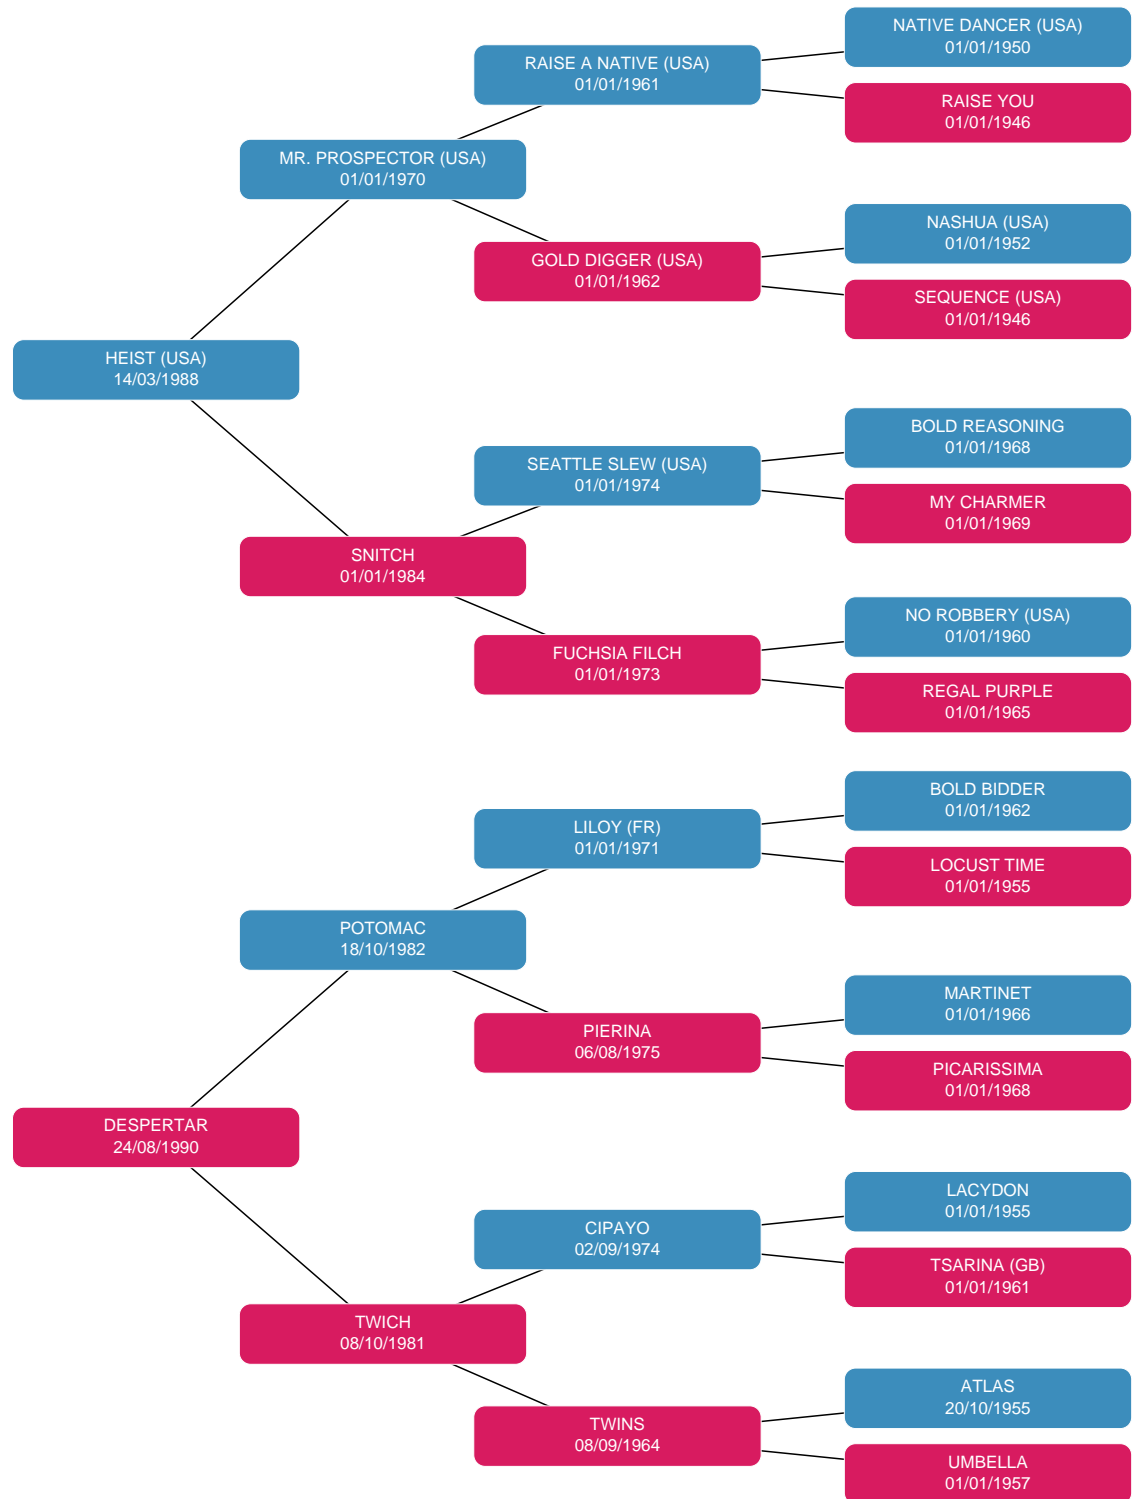 NATIVE DANCER (USA)
01/01/1950
RAISE A NATIVE (USA)
01/01/1961
RAISE YOU
01/01/1946
MR. PROSPECTOR (USA)
01/01/1970
NASHUA (USA)
01/01/1952
GOLD DIGGER (USA)
01/01/1962
SEQUENCE (USA)
01/01/1946
HEIST (USA)
14/03/1988
BOLD REASONING
01/01/1968
SEATTLE SLEW (USA)
01/01/1974
MY CHARMER
01/01/1969
SNITCH
01/01/1984
NO ROBBERY (USA)
01/01/1960
FUCHSIA FILCH
01/01/1973
REGAL PURPLE
01/01/1965
BOLD BIDDER
01/01/1962
LILOY (FR)
01/01/1971
LOCUST TIME
01/01/1955
POTOMAC
18/10/1982
MARTINET
01/01/1966
PIERINA
06/08/1975
PICARISSIMA
01/01/1968
DESPERTAR
24/08/1990
LACYDON
01/01/1955
CIPAYO
02/09/1974
TSARINA (GB)
01/01/1961
TWICH
08/10/1981
ATLAS
20/10/1955
TWINS
08/09/1964
UMBELLA
01/01/1957